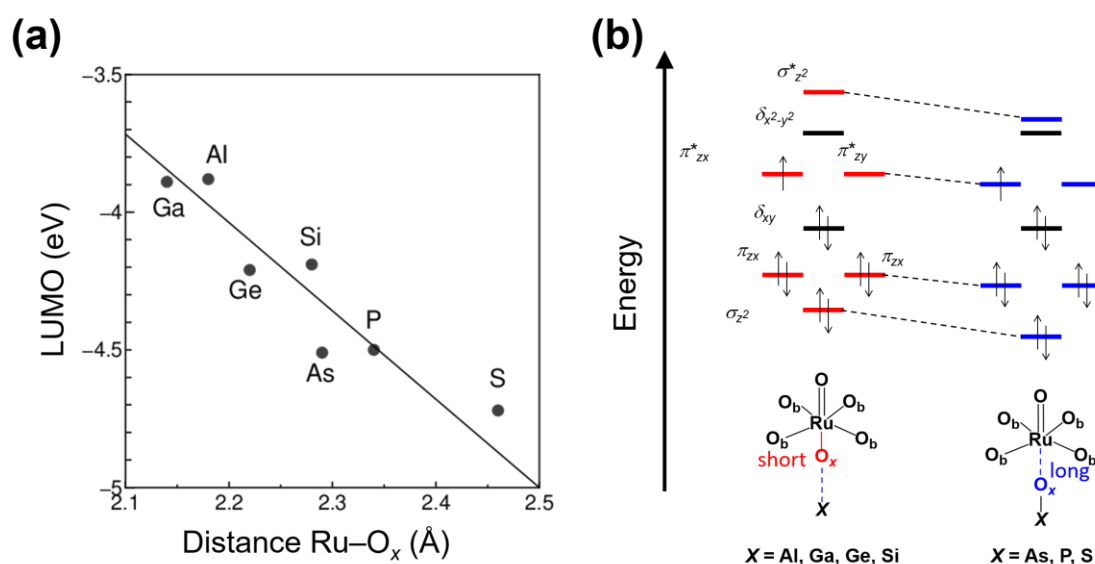 (a)
LUMO (eV)
−3.5
−4
−4.5
−5
2.1
2.2
2.3
2.4
2.5
Al
Ga
Si
Ge
P
As
S
Distance Ru–Oₓ (Å)
(b)
Energy
σ*z²
δx²-y²
π*zx
π*zy
δxy
πzx
πzx
σz²
O
Ob
Ob
Ru
Ob
Ob
short
Ox
X
O
Ob
Ob
Ru
Ob
Ob
long
Ox
X
X = Al, Ga, Ge, Si
X = As, P, S